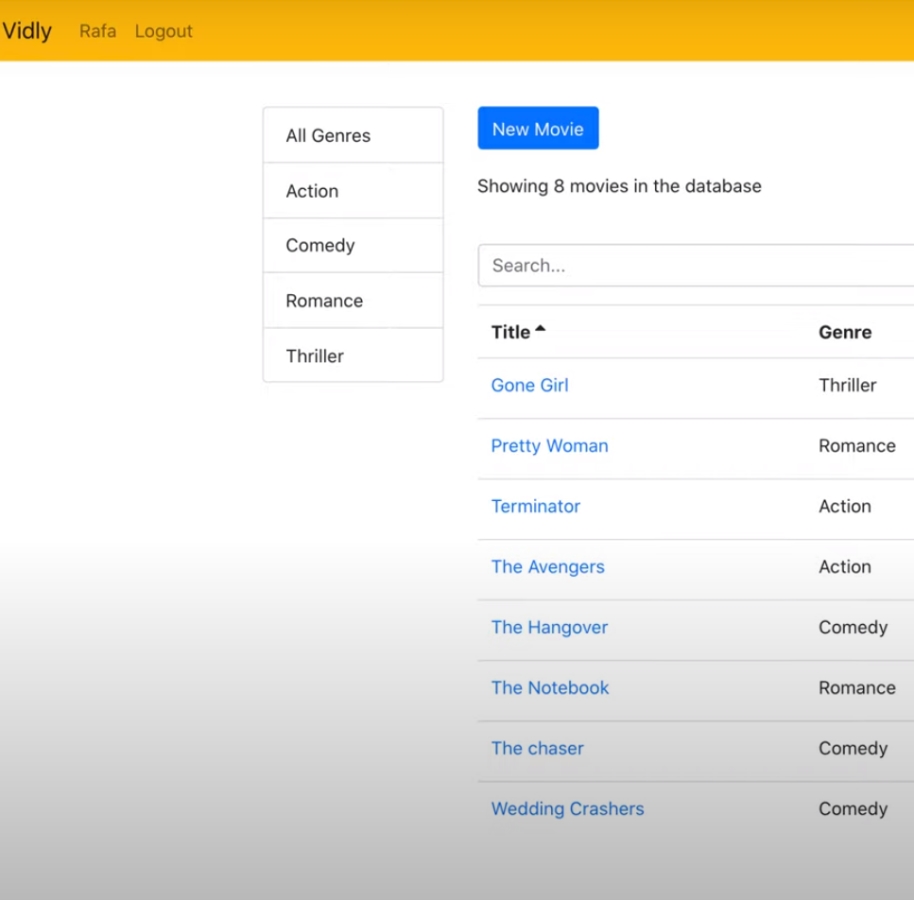 Vidly Rafa Logout
All Genres
Action
Comedy
Romance
Thriller
New Movie
Showing 8 movies in the database
Search...
Title Genre
Gone Girl Thriller
Pretty Woman Romance
Terminator Action
The Avengers Action
The Hangover Comedy
The Notebook Romance
The chaser Comedy
Wedding Crashers Comedy